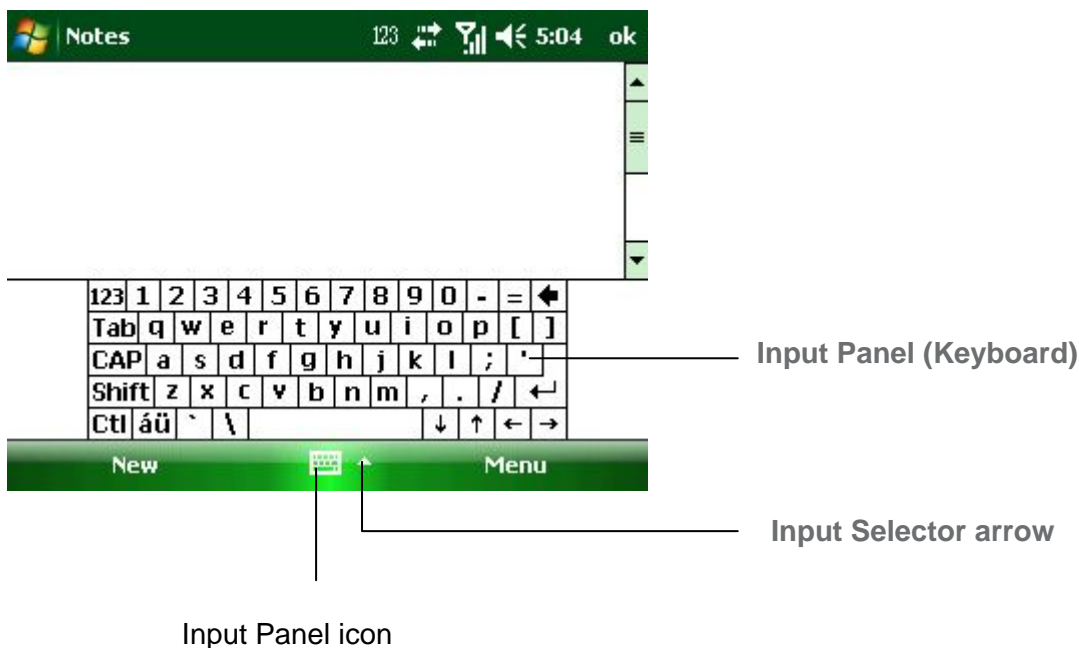 Notes 123 5:04 ok
123 1 2 3 4 5 6 7 8 9 0 - =
Tab q w e r t y u i o p [ ]
CAP a s d f g h j k l ; '
Input Panel (Keyboard)
Shift z x c v b n m , . /
Ctl áü ` \ ↓ ↑ ← →
New Menu
Input Selector arrow
Input Panel icon